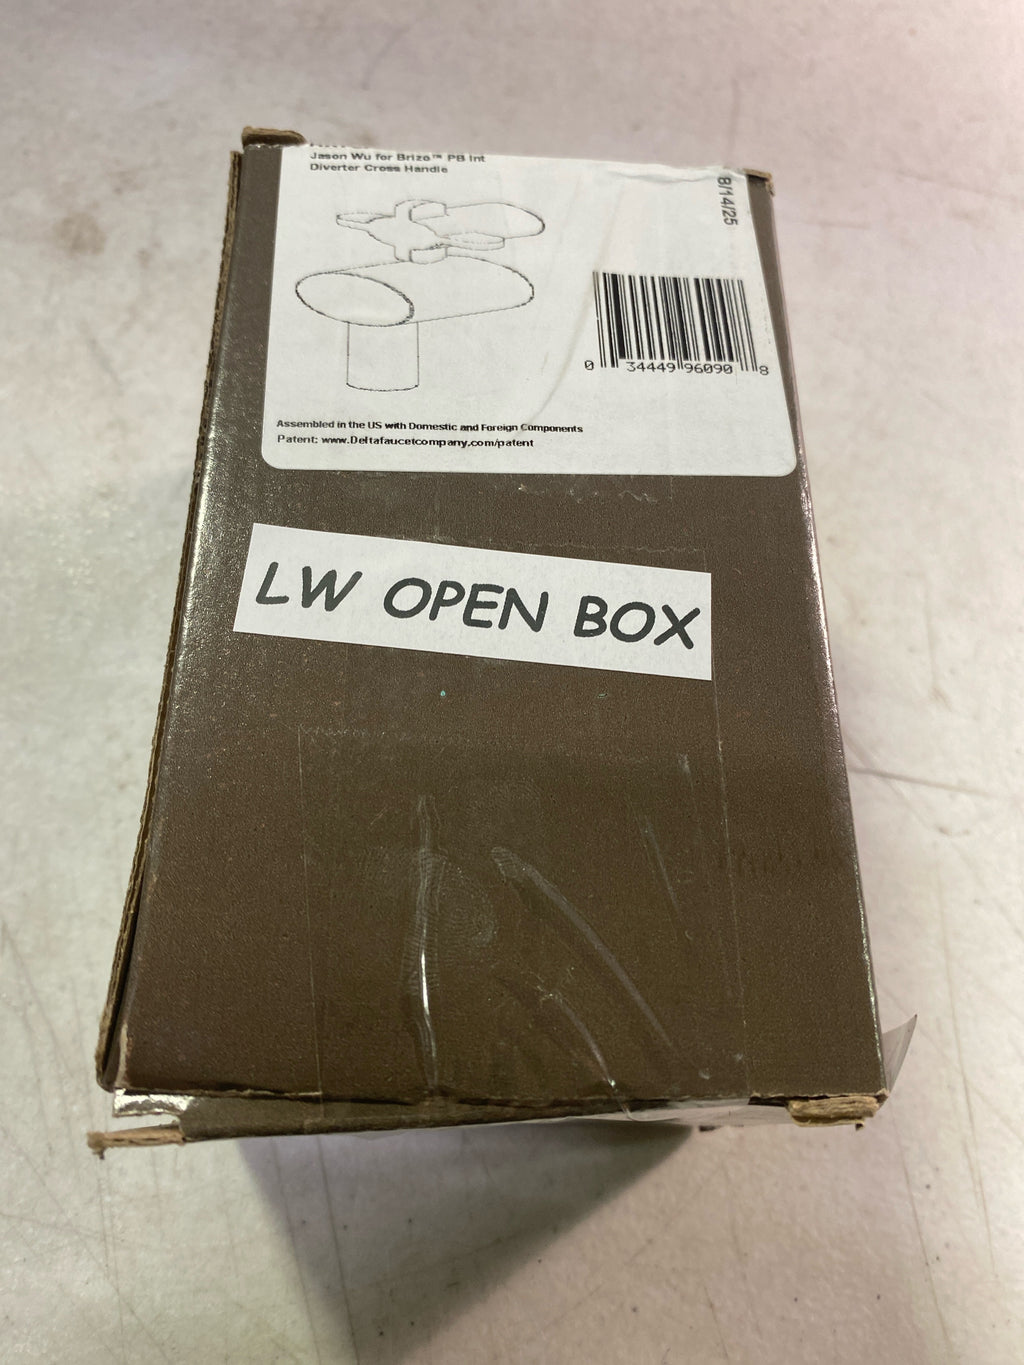 Jason Wu for Brizo™ PB Int
Diverter Cross Handle
8/14/25
0 34449 96090 8
Assembled in the US with Domestic and Foreign Components
Patent: www.Deltafaucetcompany.com/patent
LW OPEN BOX